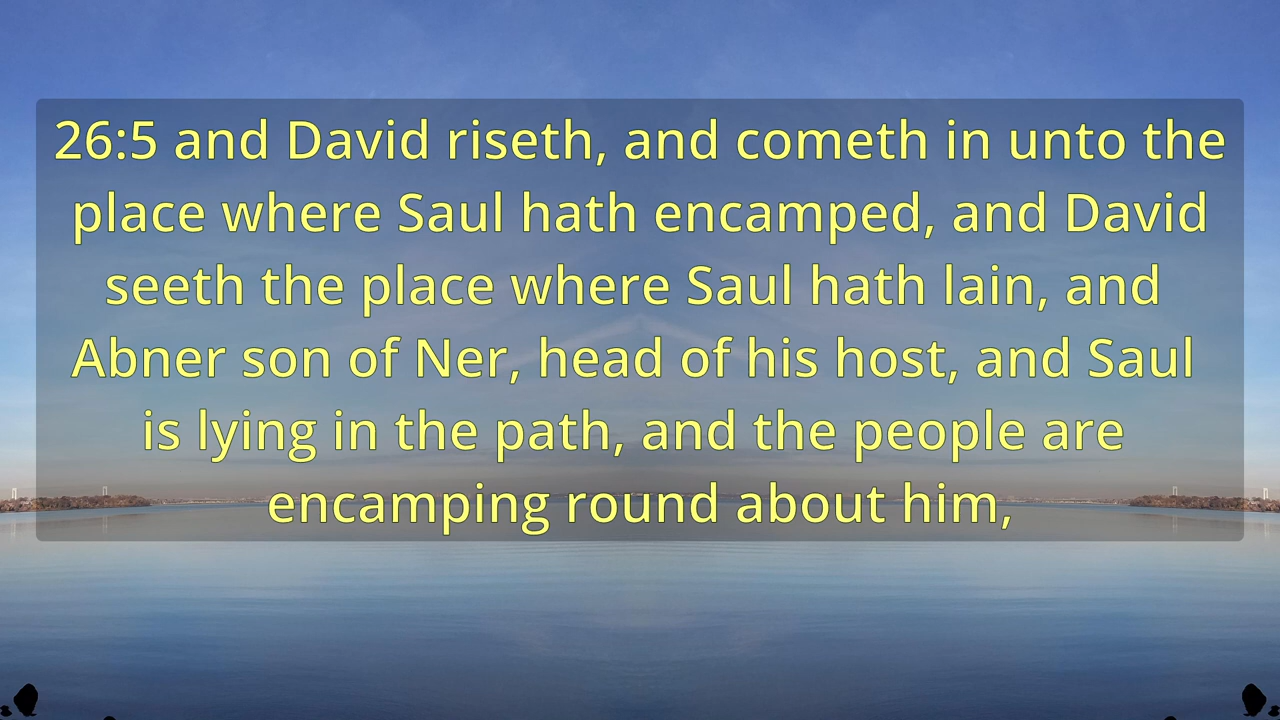 26:5 and David riseth, and cometh in unto the
place where Saul hath encamped, and David
seeth the place where Saul hath lain, and
Abner son of Ner, head of his host, and Saul
is lying in the path, and the people are
encamping round about him,